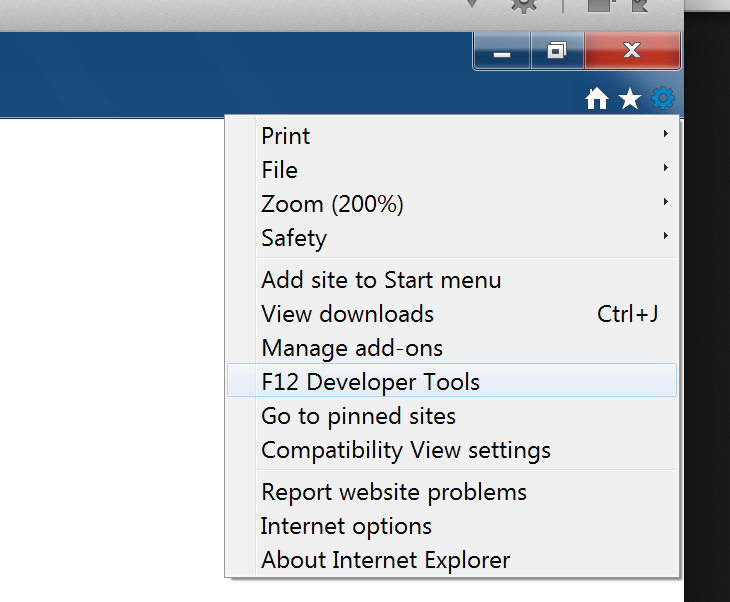 Print
File
Zoom (200%)
Safety
Add site to Start menu
View downloads Ctrl+J
Manage add-ons
F12 Developer Tools
Go to pinned sites
Compatibility View settings
Report website problems
Internet options
About Internet Explorer